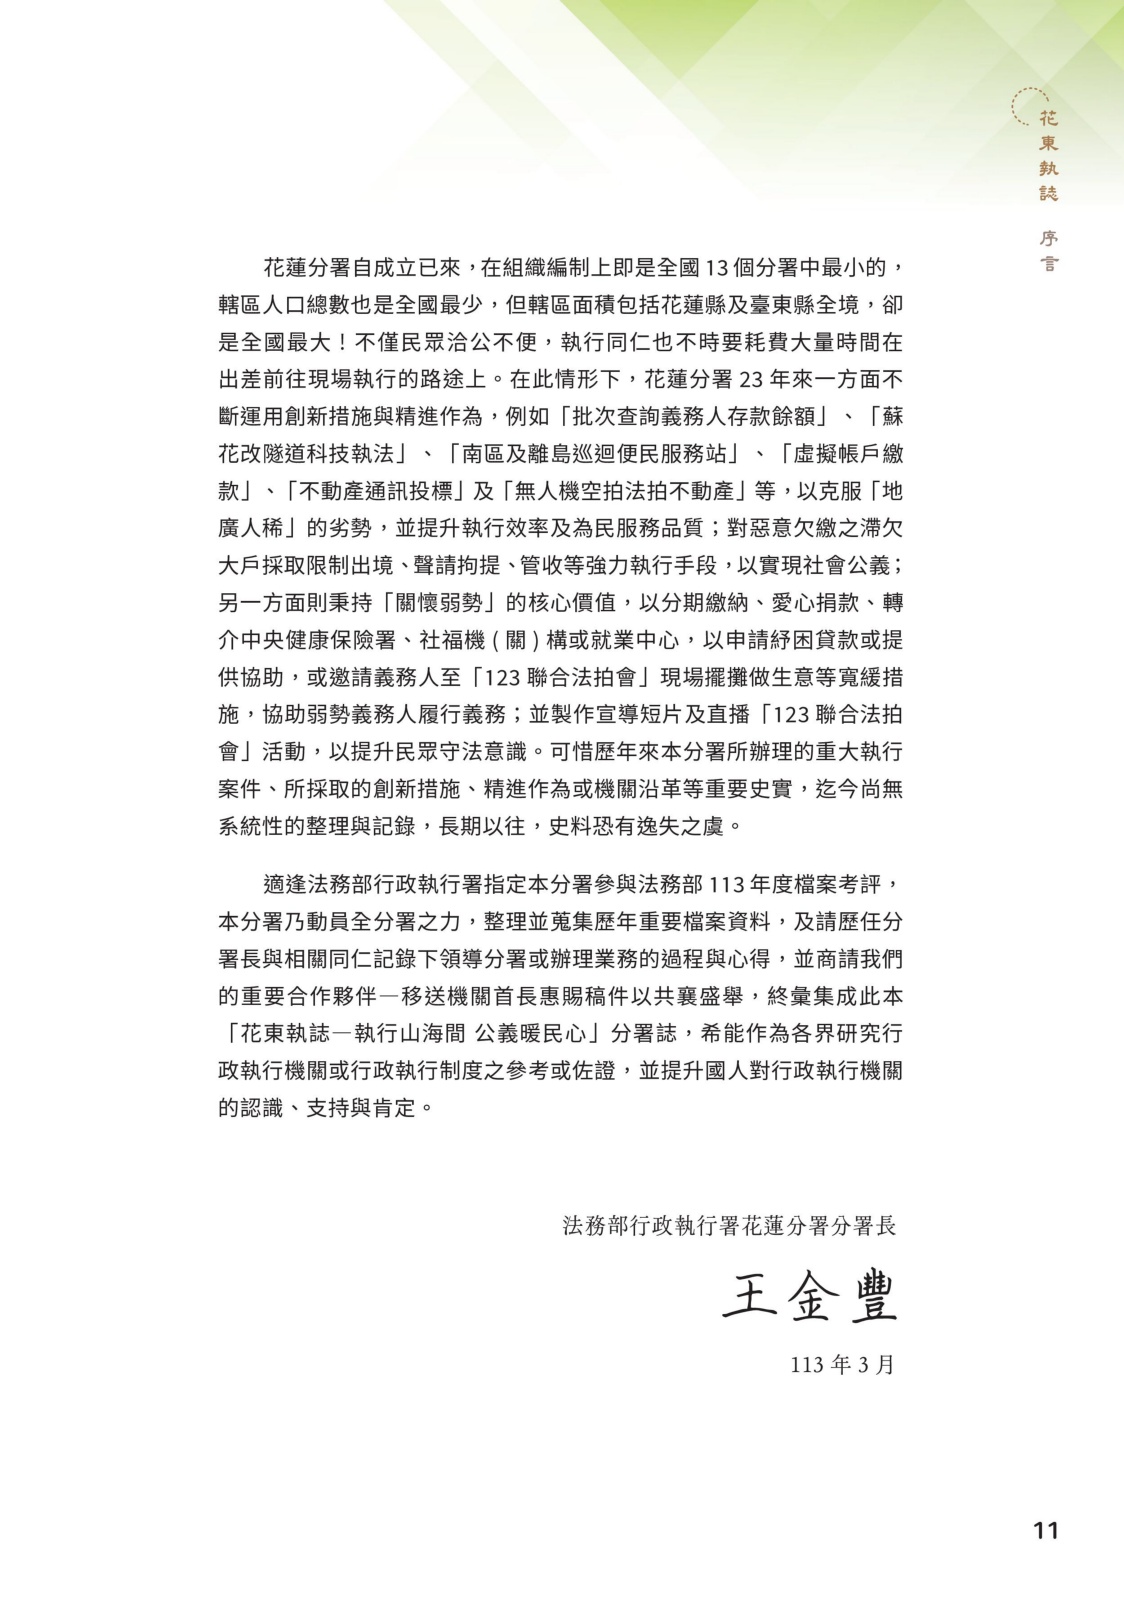 花東執誌 序言
花蓮分署自成立已來，在組織編制上即是全國 13 個分署中最小的，
轄區人口總數也是全國最少，但轄區面積包括花蓮縣及臺東縣全境，卻
是全國最大！不僅民眾洽公不便，執行同仁也不時要耗費大量時間在
出差前往現場執行的路途上。在此情形下，花蓮分署 23 年來一方面不
斷運用創新措施與精進作為，例如「批次查詢義務人存款餘額」、「蘇
花改隧道科技執法」、「南區及離島巡迴便民服務站」、「虛擬帳戶繳
款」、「不動產通訊投標」及「無人機空拍法拍不動產」等，以克服「地
廣人稀」的劣勢，並提升執行效率及為民服務品質；對惡意欠繳之滯欠
大戶採取限制出境、聲請拘提、管收等強力執行手段，以實現社會公義；
另一方面則秉持「關懷弱勢」的核心價值，以分期繳納、愛心捐款、轉
介中央健康保險署、社福機 ( 關 ) 構或就業中心，以申請紓困貸款或提
供協助，或邀請義務人至「123 聯合法拍會」現場擺攤做生意等寬緩措
施，協助弱勢義務人履行義務；並製作宣導短片及直播「123 聯合法拍
會」活動，以提升民眾守法意識。可惜歷年來本分署所辦理的重大執行
案件、所採取的創新措施、精進作為或機關沿革等重要史實，迄今尚無
系統性的整理與記錄，長期以往，史料恐有逸失之虞。
適逢法務部行政執行署指定本分署參與法務部 113 年度檔案考評，
本分署乃動員全分署之力，整理並蒐集歷年重要檔案資料，及請歷任分
署長與相關同仁記錄下領導分署或辦理業務的過程與心得，並商請我們
的重要合作夥伴—移送機關首長惠賜稿件以共襄盛舉，終彙集成此本
「花東執誌—執行山海間 公義暖民心」分署誌，希能作為各界研究行
政執行機關或行政執行制度之參考或佐證，並提升國人對行政執行機關
的認識、支持與肯定。
法務部行政執行署花蓮分署分署長
王金豐
113 年 3 月
11